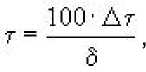 τ = 100·Δτ / δ ,